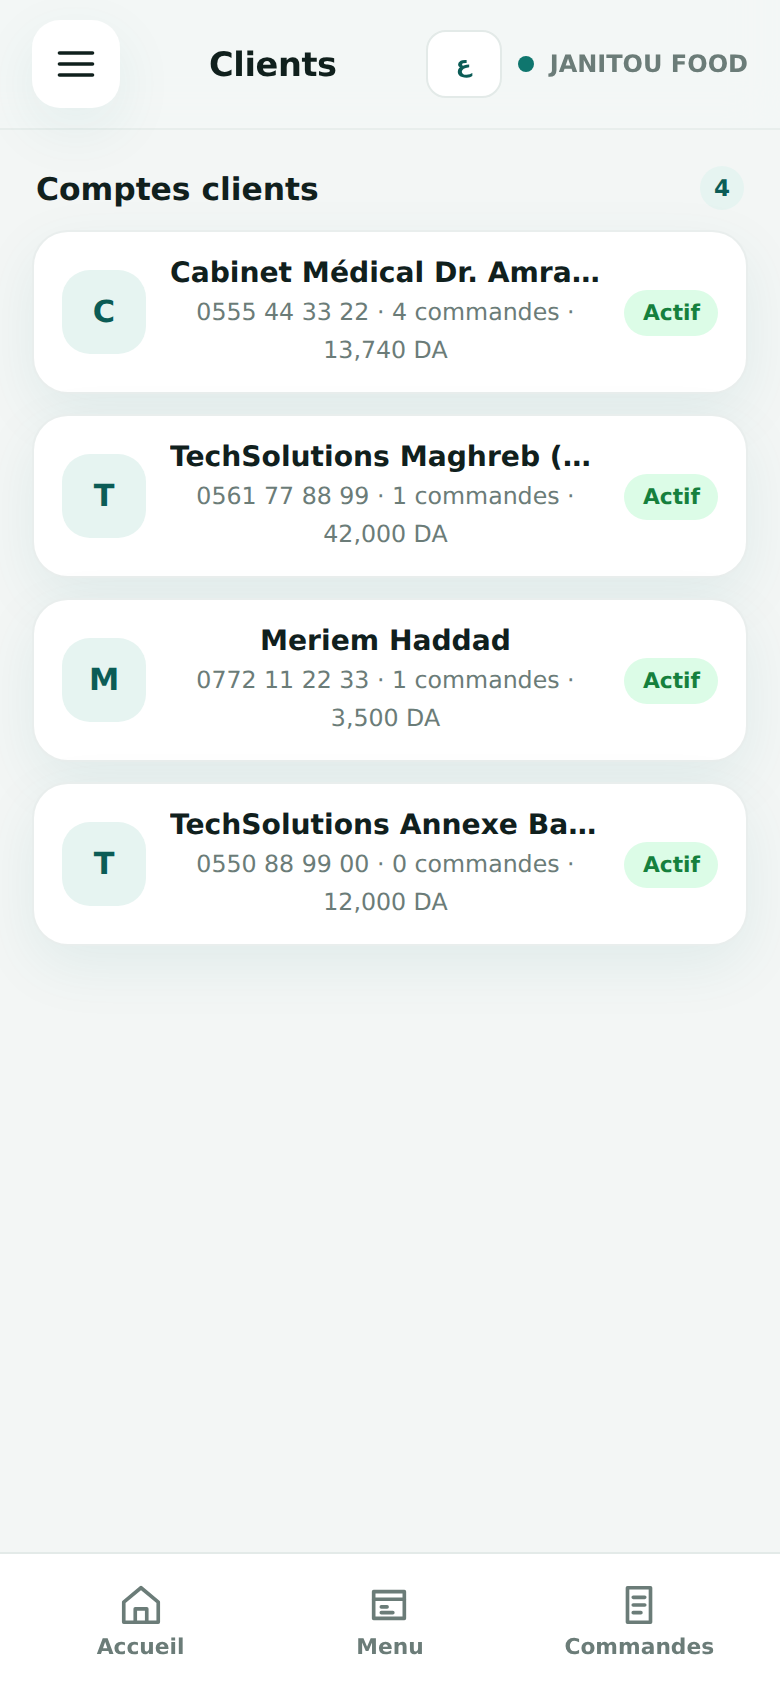 Clients
ع
JANITOU FOOD
Comptes clients
4
C
Cabinet Médical Dr. Amra...
0555 44 33 22 · 4 commandes ·
13,740 DA
Actif
T
TechSolutions Maghreb (...
0561 77 88 99 · 1 commandes ·
42,000 DA
Actif
M
Meriem Haddad
0772 11 22 33 · 1 commandes ·
3,500 DA
Actif
T
TechSolutions Annexe Ba...
0550 88 99 00 · 0 commandes ·
12,000 DA
Actif
Accueil
Menu
Commandes